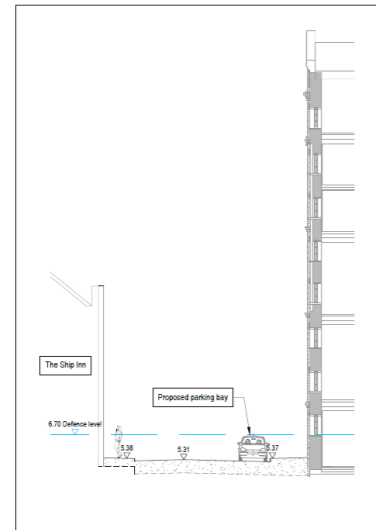 The Ship Inn
Proposed parking bay
6.70 Defence level
5.38
5.31
5.37